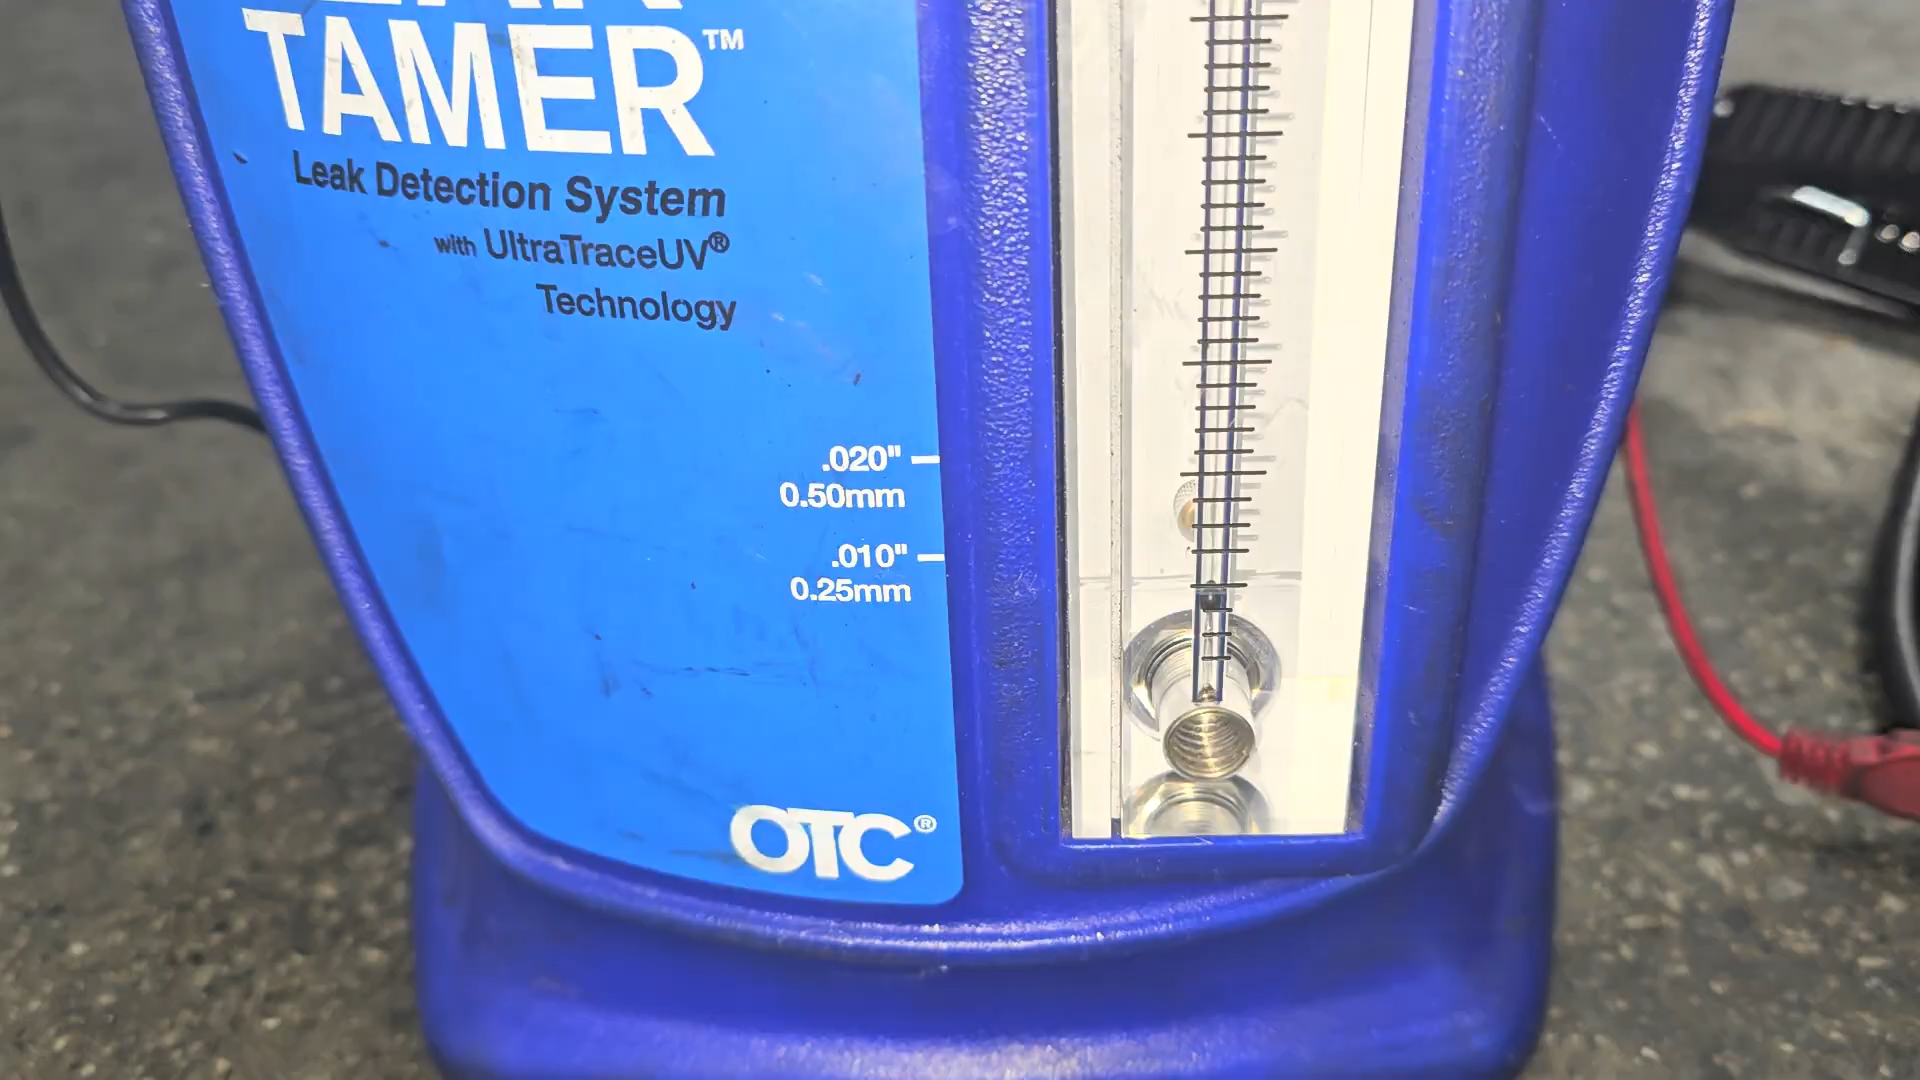 TAMER™
Leak Detection System
with UltraTraceUV®
Technology
.020"
0.50mm
.010"
0.25mm
OTC®